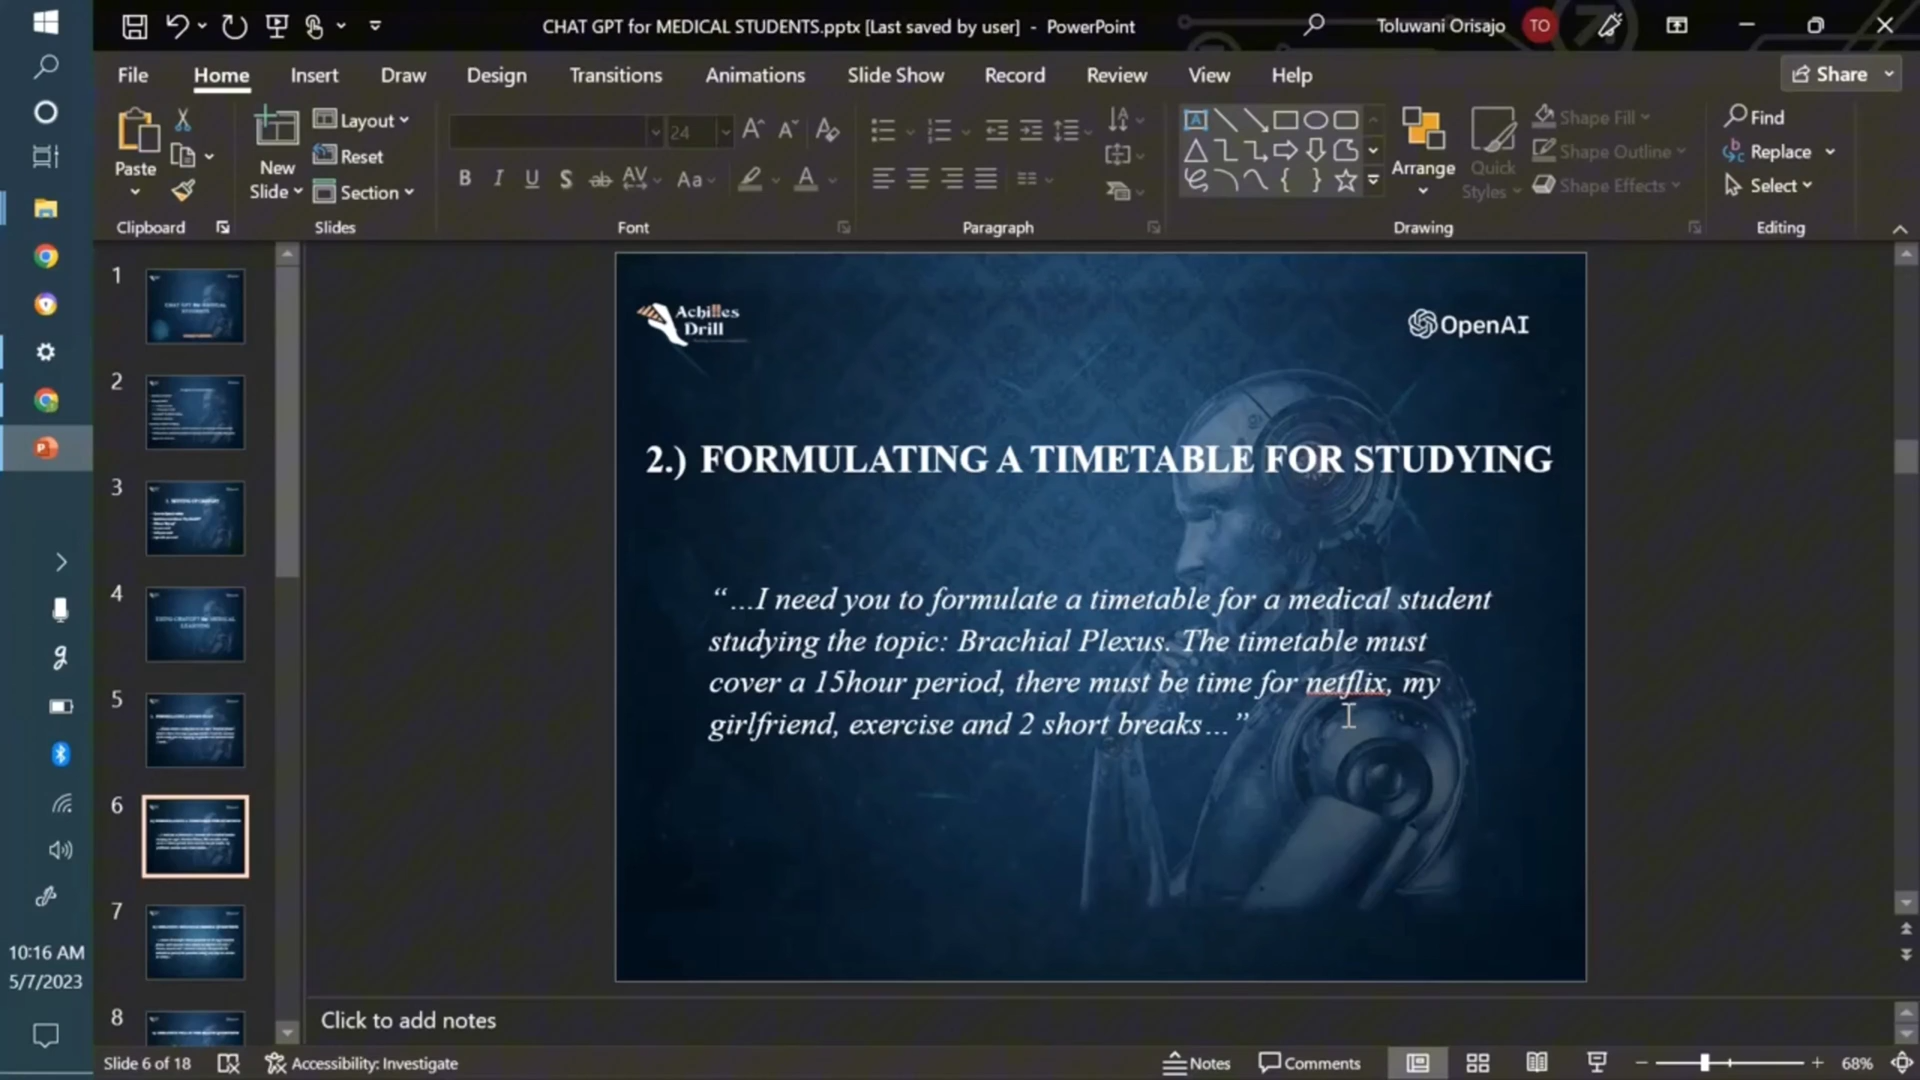 CHAT GPT for MEDICAL STUDENTS.pptx [Last saved by user] - PowerPoint
Toluwani Orisajo
TO
File
Home
Insert
Draw
Design
Transitions
Animations
Slide Show
Record
Review
View
Help
Share
Paste
New
Slide
Layout
Reset
Section
24
Aa
Arrange
Quick
Styles
Shape Fill
Shape Outline
Shape Effects
Find
Replace
Select
Clipboard
Slides
Font
Paragraph
Drawing
Editing
1
2
3
4
5
6
7
8
Achilles
Drill
OpenAI
2.) FORMULATING A TIMETABLE FOR STUDYING
“…I need you to formulate a timetable for a medical student
studying the topic: Brachial Plexus. The timetable must
cover a 15hour period, there must be time for netflix, my
girlfriend, exercise and 2 short breaks…”
10:16 AM
5/7/2023
Click to add notes
Slide 6 of 18
Accessibility: Investigate
Notes
Comments
68%